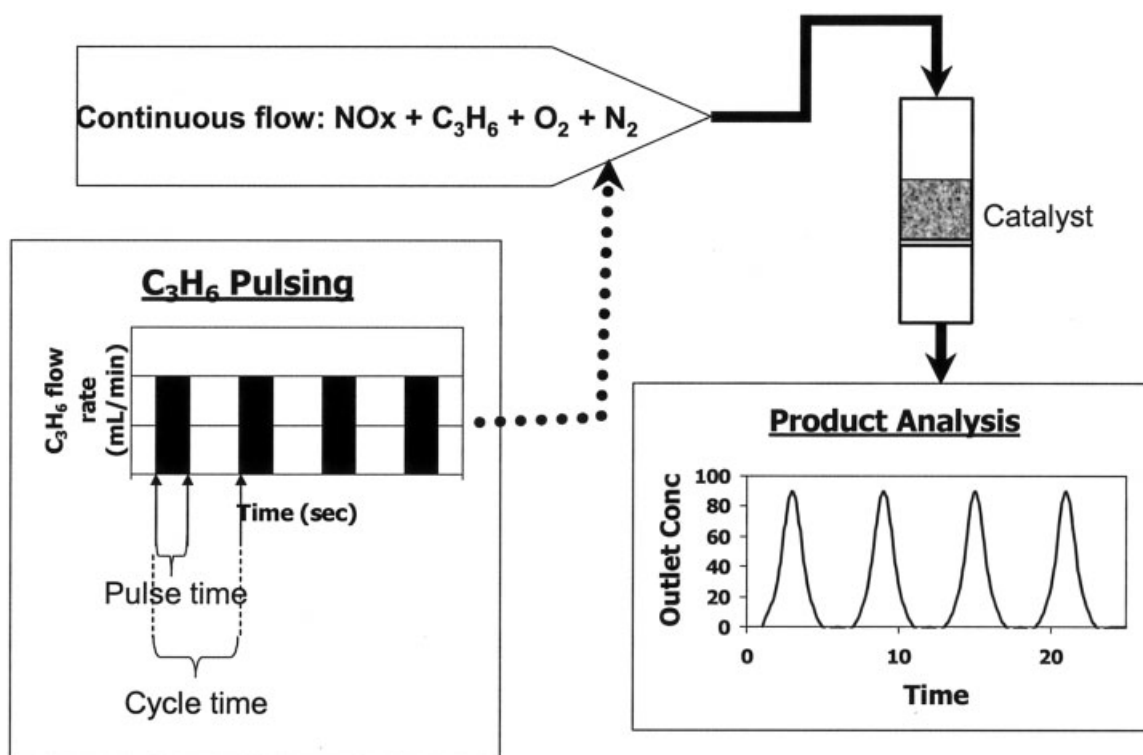 Continuous flow: NOx + C₃H₆ + O₂ + N₂
Catalyst
C₃H₆ Pulsing
C₃H₆ flow
rate
(mL/min)
Time (sec)
Pulse time
Cycle time
Product Analysis
Outlet Conc
100
80
60
40
20
0
0 10 20
Time